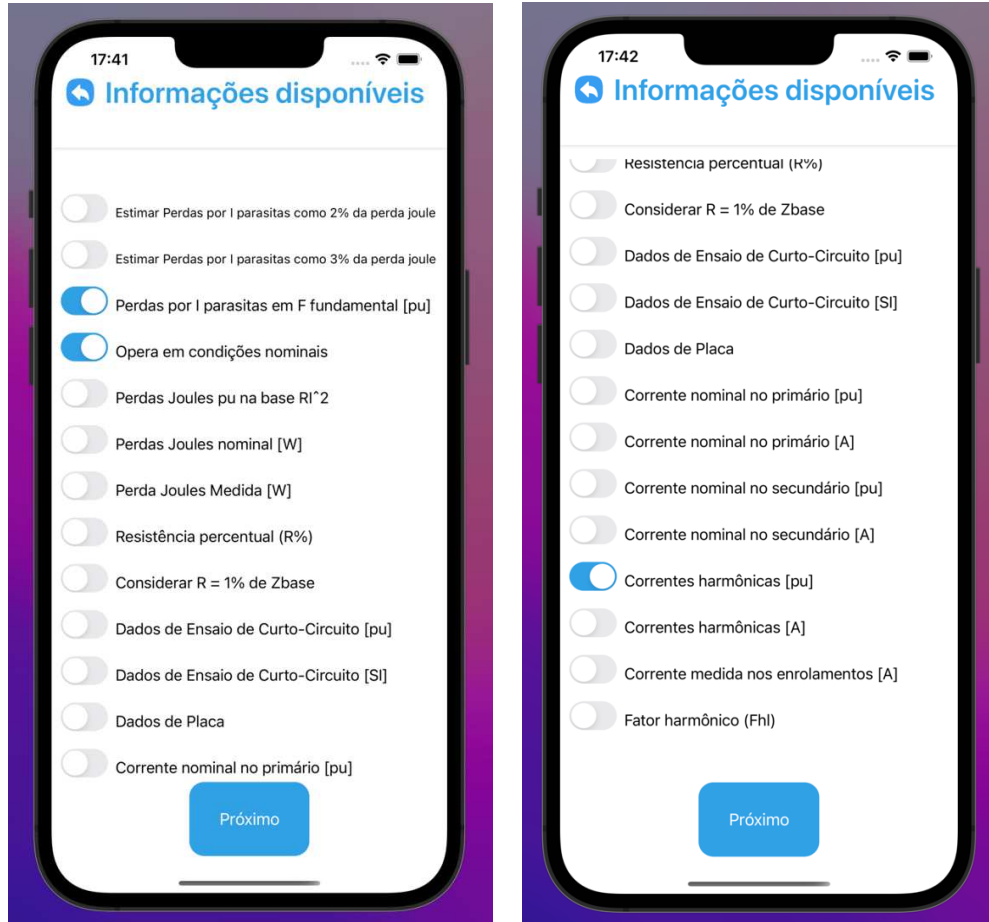 17:41
Informações disponíveis
Estimar Perdas por I parasitas como 2% da perda joule
Estimar Perdas por I parasitas como 3% da perda joule
Perdas por I parasitas em F fundamental [pu]
Opera em condições nominais
Perdas Joules pu na base RI^2
Perdas Joules nominal [W]
Perda Joules Medida [W]
Resistência percentual (R%)
Considerar R = 1% de Zbase
Dados de Ensaio de Curto-Circuito [pu]
Dados de Ensaio de Curto-Circuito [SI]
Dados de Placa
Corrente nominal no primário [pu]
Próximo
17:42
Informações disponíveis
Resistência percentual (R%)
Considerar R = 1% de Zbase
Dados de Ensaio de Curto-Circuito [pu]
Dados de Ensaio de Curto-Circuito [SI]
Dados de Placa
Corrente nominal no primário [pu]
Corrente nominal no primário [A]
Corrente nominal no secundário [pu]
Corrente nominal no secundário [A]
Correntes harmônicas [pu]
Correntes harmônicas [A]
Corrente medida nos enrolamentos [A]
Fator harmônico (Fhl)
Próximo